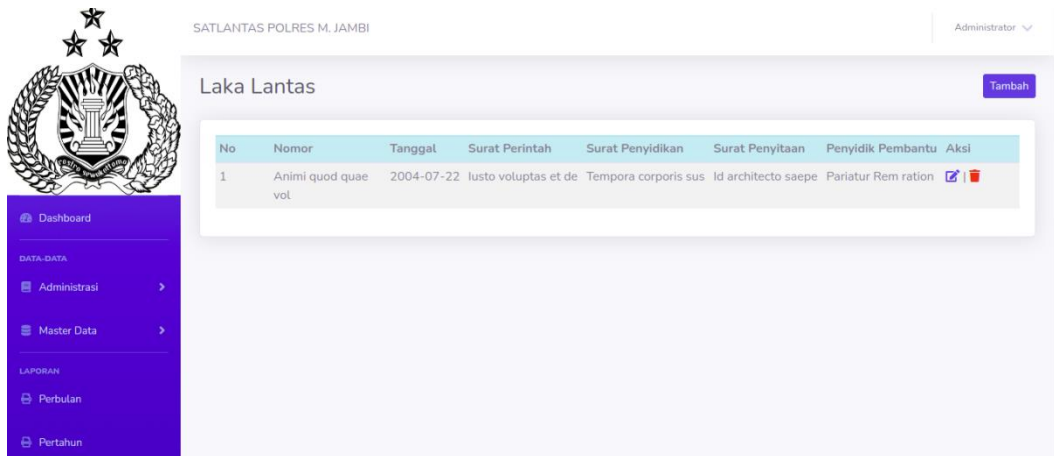 SATLANTAS POLRES M. JAMBI
Administrator
Laka Lantas
Tambah
No Nomor Tanggal Surat Perintah Surat Penyidikan Surat Penyitaan Penyidik Pembantu Aksi
1 Animi quod quae vol 2004-07-22 Iusto voluptas et de Tempora corporis sus Id architecto saepe Pariatur Rem ration |
Dashboard
DATA-DATA
Administrasi
Master Data
LAPORAN
Perbulan
Pertahun